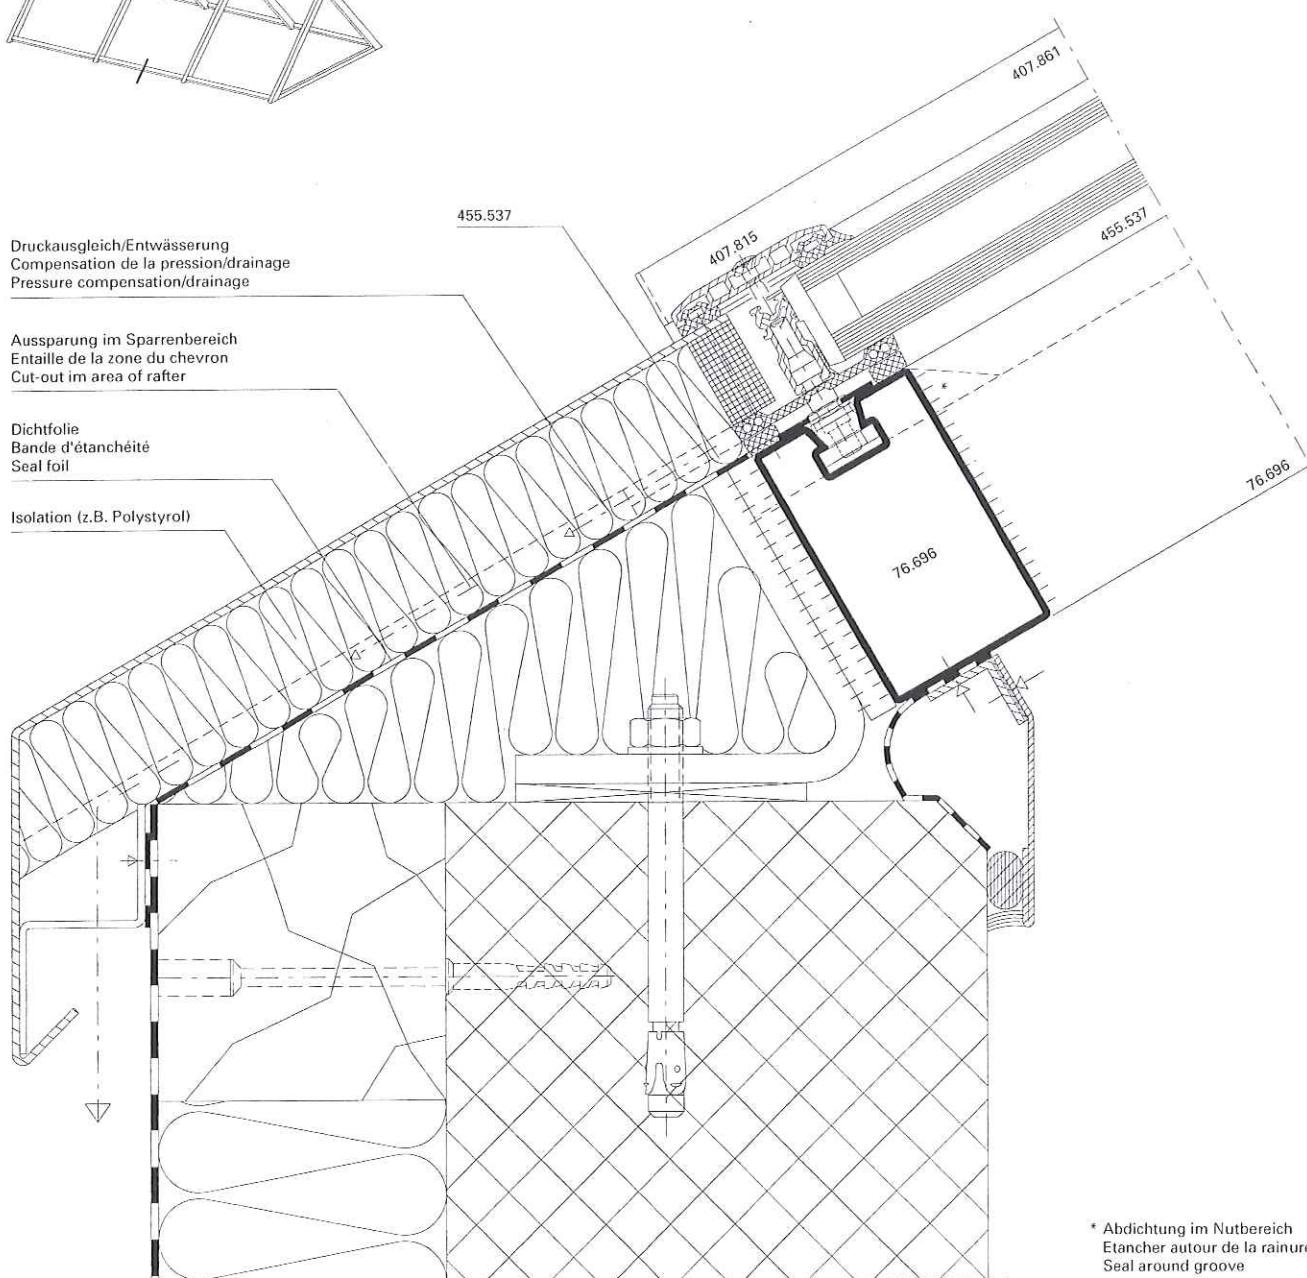 407.861
455.537
407.815
455.537
Druckausgleich/Entwässerung
Compensation de la pression/drainage
Pressure compensation/drainage
Aussparung im Sparrenbereich
Entaille de la zone du chevron
Cut-out im area of rafter
*
Dichtfolie
Bande d'étanchéité
Seal foil
76.696
Isolation (z.B. Polystyrol)
76.696
* Abdichtung im Nutbereich
Etancher autour de la rainure
Seal around groove